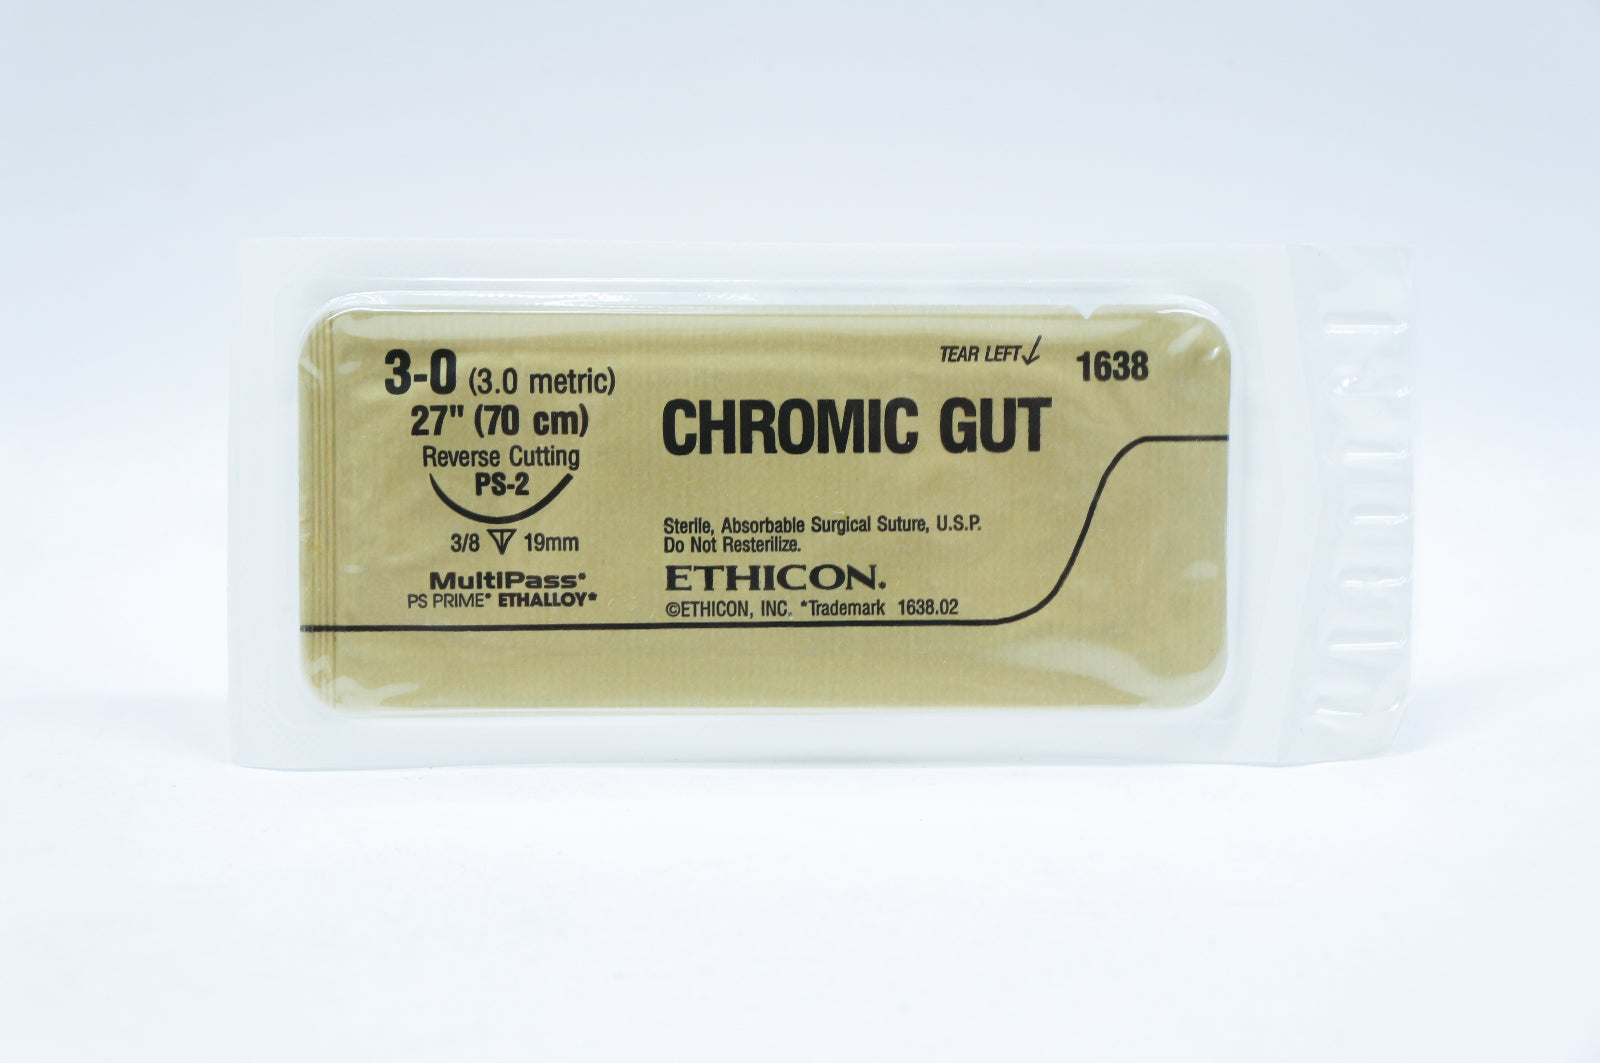 3-0 (3.0 metric)
27" (70 cm)
Reverse Cutting
PS-2
3/8 19mm
MultiPass*
PS PRIME* ETHALLOY*
TEAR LEFT
1638
CHROMIC GUT
Sterile, Absorbable Surgical Suture, U.S.P.
Do Not Resterilize.
ETHICON.
©ETHICON, INC. *Trademark 1638.02